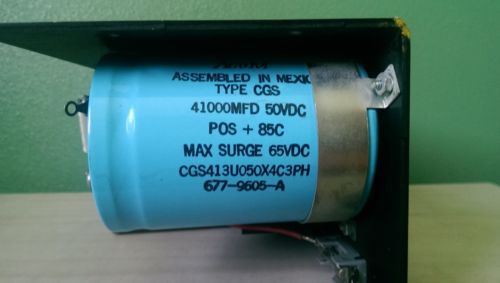 ASSEMBLED IN MEXIC
TYPE CGS
41000MFD 50VDC
POS + 85C
MAX SURGE 65VDC
CGS413U050X4C3PH
677-9605-A